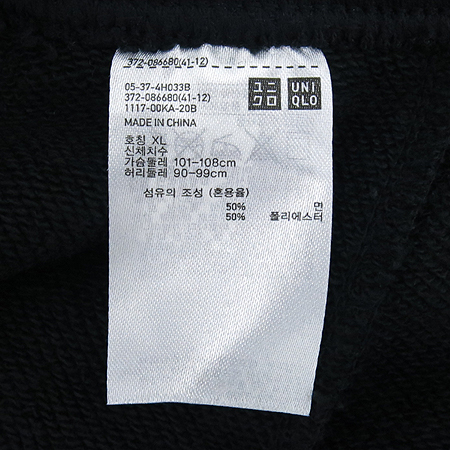 372-086680(41-12)
05-37-4H033B
372-086680(41-12)
1117-00KA-20B
MADE IN CHINA
ユニ
クロ
UNI
QLO
호칭 XL
신체치수
가슴둘레 101-108cm
허리둘레 90-99cm
섬유의 조성 (혼용율)
50% 면
50% 폴리에스터